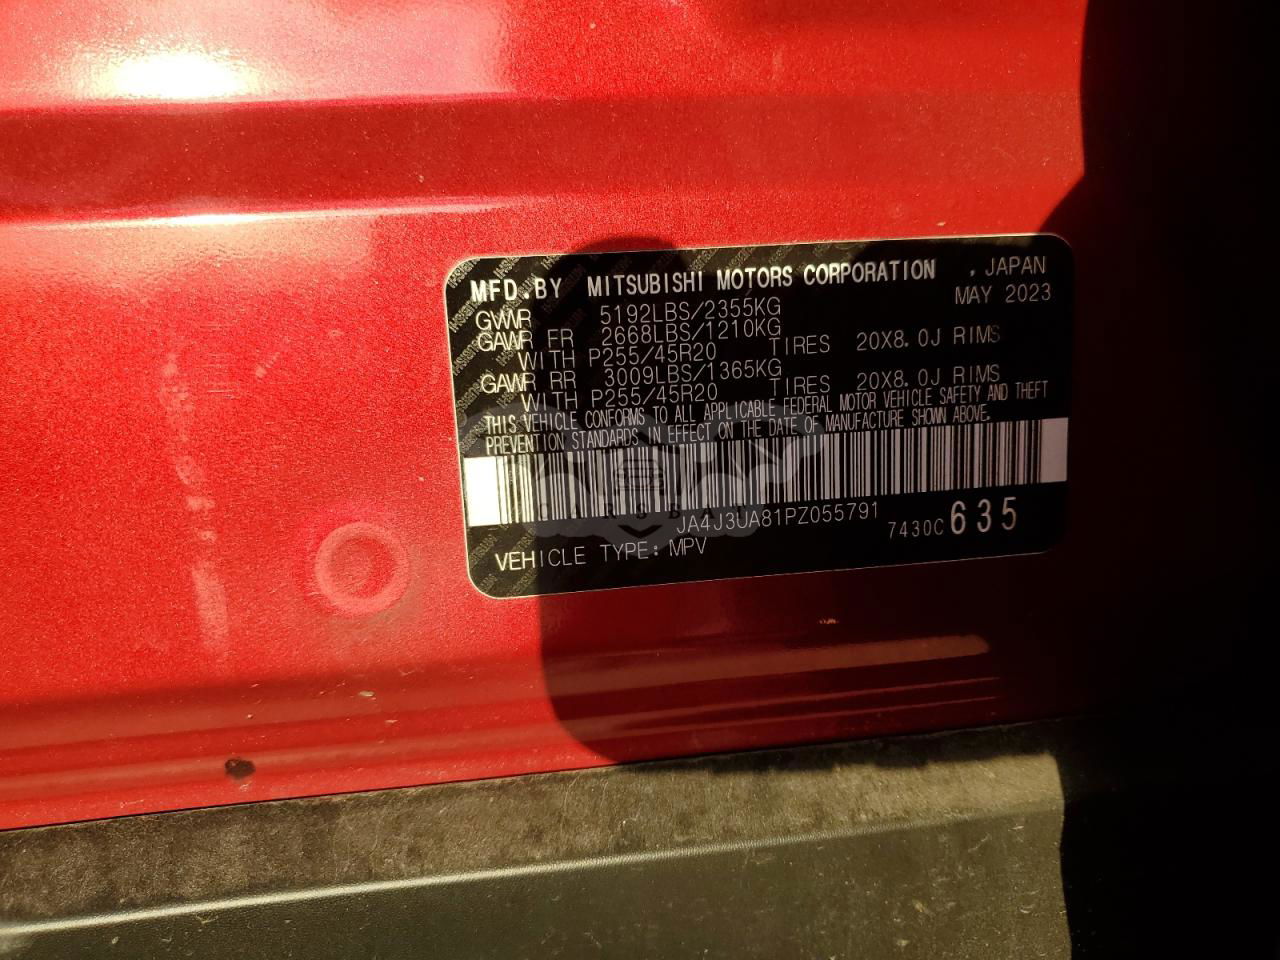 MFD.BY MITSUBISHI MOTORS CORPORATION , JAPAN
MAY 2023
GVWR 5192LBS/2355KG
GAWR FR 2668LBS/1210KG
WITH P255/45R20 TIRES 20X8.0J RIMS
GAWR RR 3009LBS/1365KG
WITH P255/45R20 TIRES 20X8.0J RIMS
THIS VEHICLE CONFORMS TO ALL APPLICABLE FEDERAL MOTOR VEHICLE SAFETY AND THEFT
PREVENTION STANDARDS IN EFFECT ON THE DATE OF MANUFACTURE SHOWN ABOVE.
JA4J3UA81PZ055791
7430C 635
VEHICLE TYPE: MPV